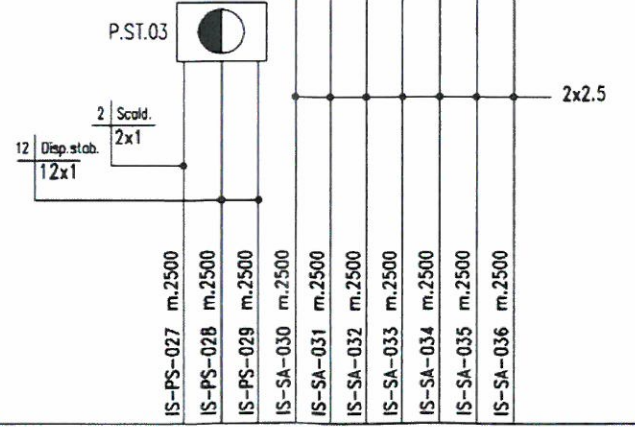 P.ST.03
2x2.5
2 Scald.
2x1
12 Disp.stab.
12x1
IS-PS-027 m.2500
IS-PS-028 m.2500
IS-PS-029 m.2500
IS-SA-030 m.2500
IS-SA-031 m.2500
IS-SA-032 m.2500
IS-SA-033 m.2500
IS-SA-034 m.2500
IS-SA-035 m.2500
IS-SA-036 m.2500